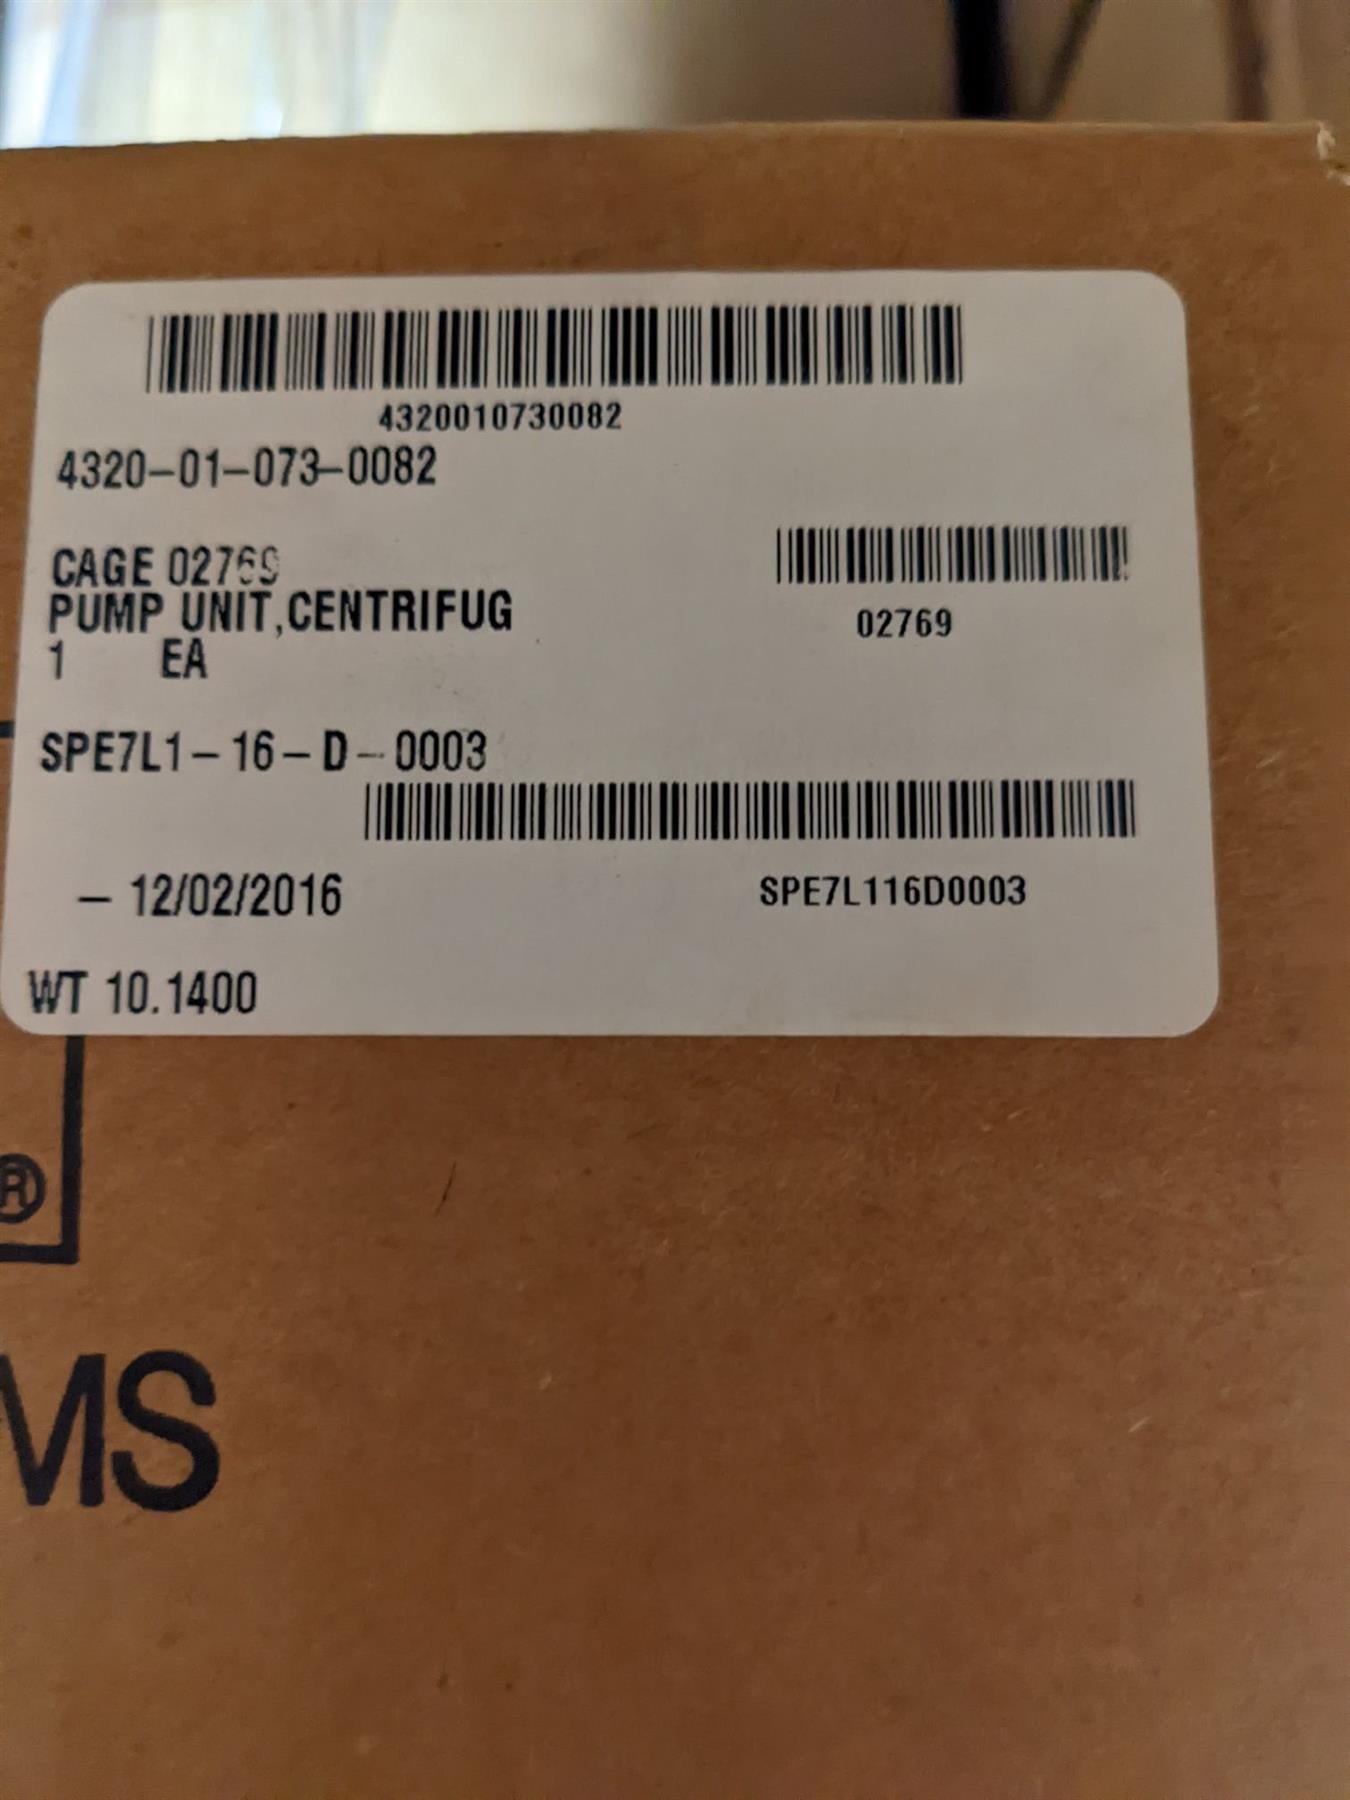 4320010730082
4320-01-073-0082
CAGE 02769
02769
PUMP UNIT,CENTRIFUG
1 EA
SPE7L1-16-D-0003
SPE7L116D0003
- 12/02/2016
WT 10.1400
®
MS